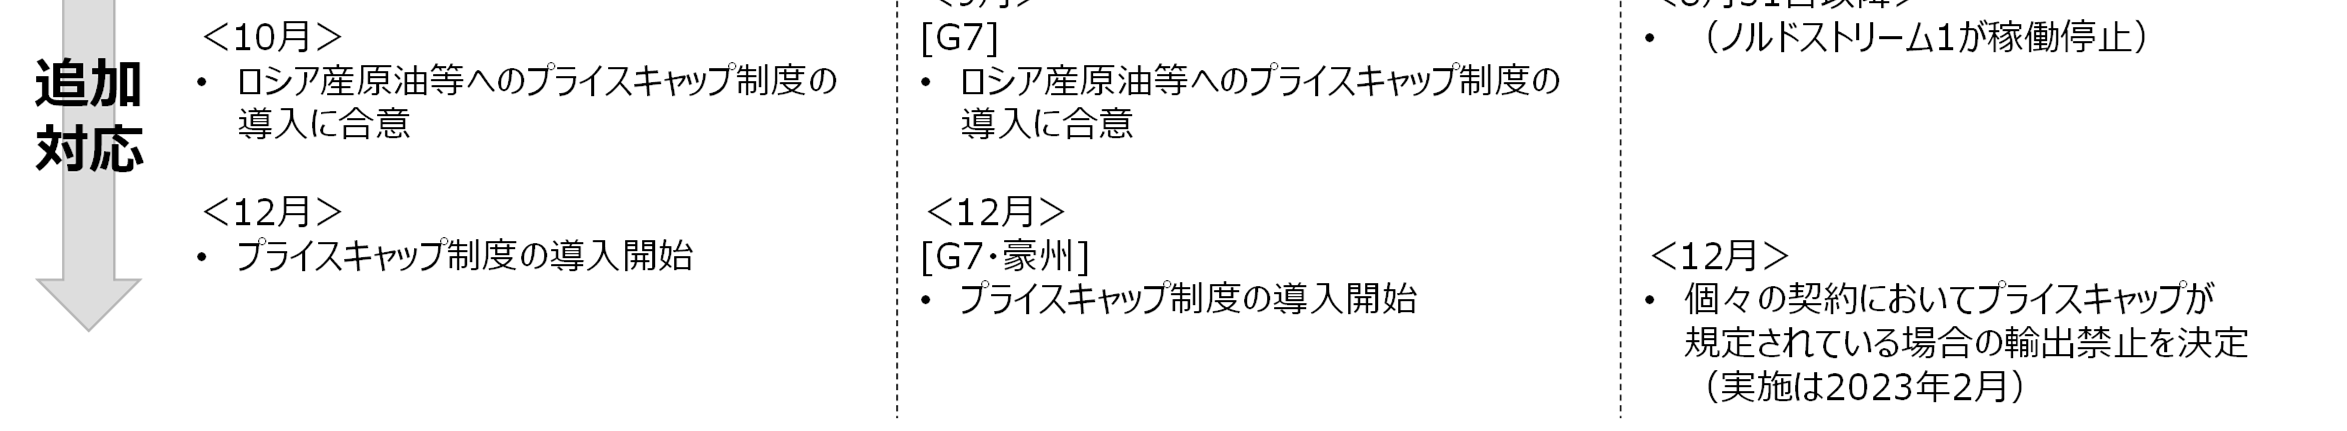 追加
対応
<10月>
• ロシア産原油等へのプライスキャップ制度の
導入に合意
<12月>
• プライスキャップ制度の導入開始
[G7]
• ロシア産原油等へのプライスキャップ制度の
導入に合意
<12月>
[G7・豪州]
• プライスキャップ制度の導入開始
• (ノルドストリーム1が稼働停止)
<12月>
• 個々の契約においてプライスキャップが
規定されている場合の輸出禁止を決定
(実施は2023年2月)